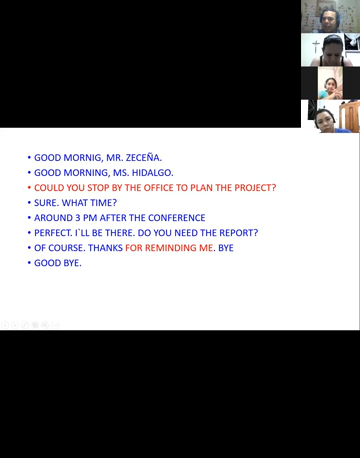 • GOOD MORNIG, MR. ZECEÑA.
• GOOD MORNING, MS. HIDALGO.
• COULD YOU STOP BY THE OFFICE TO PLAN THE PROJECT?
• SURE. WHAT TIME?
• AROUND 3 PM AFTER THE CONFERENCE
• PERFECT. I`LL BE THERE. DO YOU NEED THE REPORT?
• OF COURSE. THANKS FOR REMINDING ME. BYE
• GOOD BYE.